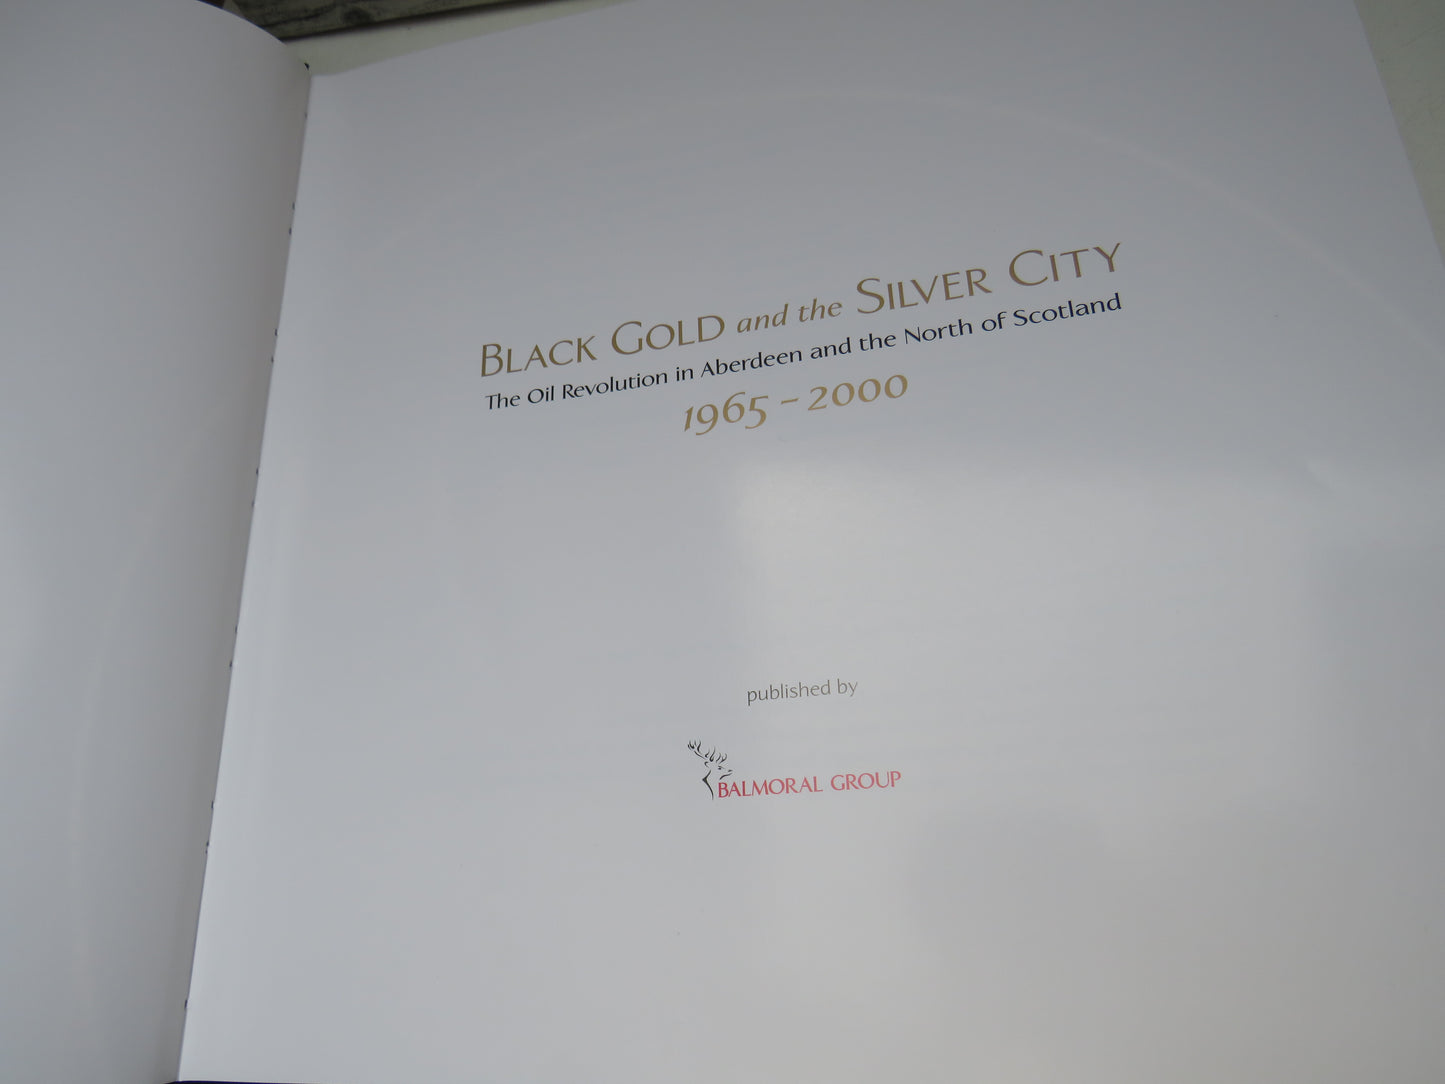 BLACK GOLD and the SILVER CITY
The Oil Revolution in Aberdeen and the North of Scotland
1965 – 2000
published by
BALMORAL GROUP